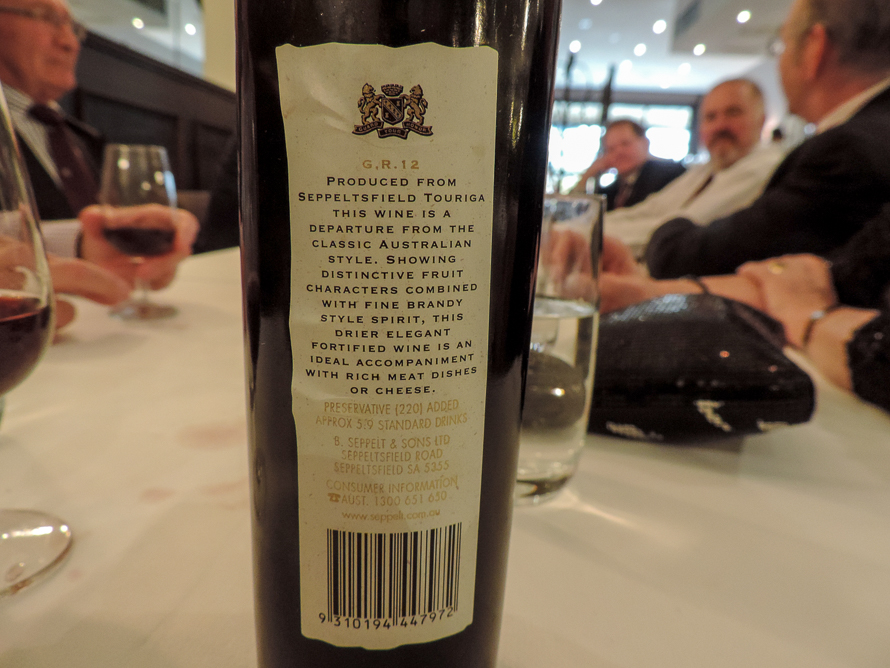 G.R.12
PRODUCED FROM
SEPPELTSFIELD TOURIGA
THIS WINE IS A
DEPARTURE FROM THE
CLASSIC AUSTRALIAN
STYLE. SHOWING
DISTINCTIVE FRUIT
CHARACTERS COMBINED
WITH FINE BRANDY
STYLE SPIRIT, THIS
DRIER ELEGANT
FORTIFIED WINE IS AN
IDEAL ACCOMPANIMENT
WITH RICH MEAT DISHES
OR CHEESE.
PRESERVATIVE (220) ADDED
APPROX 5.9 STANDARD DRINKS
B. SEPPELT & SONS LTD
SEPPELTSFIELD ROAD
SEPPELTSFIELD SA 5355
CONSUMER INFORMATION
☎AUST. 1300 651 650
www.seppelt.com.au
9 310194 447972